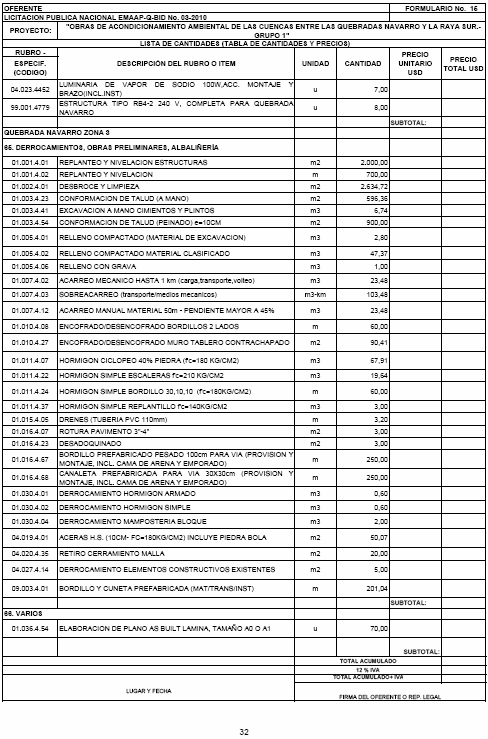 OFERENTE FORMULARIO No. 16
LICITACION PUBLICA NACIONAL EMAAP-Q-BID No. 03-2010
PROYECTO: "OBRAS DE ACONDICIONAMIENTO AMBIENTAL DE LAS CUENCAS ENTRE LAS QUEBRADAS NAVARRO Y LA RAYA SUR.-
GRUPO 1"
LISTA DE CANTIDADES (TABLA DE CANTIDADES Y PRECIOS)
RUBRO - ESPECIF. (CODIGO) DESCRIPCIÓN DEL RUBRO O ITEM UNIDAD CANTIDAD PRECIO UNITARIO USD PRECIO TOTAL USD
04.023.4452 LUMINARIA DE VAPOR DE SODIO 100W,ACC. MONTAJE Y
BRAZO(INCL.INST) u 7,00
99.001.4779 ESTRUCTURA TIPO RB4-2 240 V, COMPLETA PARA QUEBRADA
NAVARRO u 8,00
SUBTOTAL:
QUEBRADA NAVARRO ZONA 3
65. DERROCAMIENTOS, OBRAS PRELIMINARES, ALBAÑILERÍA
01.001.4.01 REPLANTEO Y NIVELACION ESTRUCTURAS m2 2.000,00
01.001.4.02 REPLANTEO Y NIVELACION m 700,00
01.002.4.01 DESBROCE Y LIMPIEZA m2 2.634,72
01.003.4.23 CONFORMACION DE TALUD (A MANO) m2 596,36
01.003.4.41 EXCAVACION A MANO CIMIENTOS Y PLINTOS m3 6,74
01.003.4.54 CONFORMACION DE TALUD (PEINADO) e=10CM m2 900,00
01.005.4.01 RELLENO COMPACTADO (MATERIAL DE EXCAVACION) m3 2,80
01.005.4.02 RELLENO COMPACTADO MATERIAL CLASIFICADO m3 47,37
01.005.4.06 RELLENO CON GRAVA m3 1,00
01.007.4.02 ACARREO MECANICO HASTA 1 km (carga,transporte,volteo) m3 23,48
01.007.4.03 SOBREACARREO (transporte/medios mecanicos) m3-km 103,48
01.007.4.12 ACARREO MANUAL MATERIAL 50m - PENDIENTE MAYOR A 45% m3 23,48
01.010.4.08 ENCOFRADO/DESENCOFRADO BORDILLOS 2 LADOS m 60,00
01.010.4.27 ENCOFRADO/DESENCOFRADO MURO TABLERO CONTRACHAPADO m2 90,41
01.011.4.07 HORMIGON CICLOPEO 40% PIEDRA (f'c=180 KG/CM2) m3 67,91
01.011.4.22 HORMIGON SIMPLE ESCALERAS f'c=210 KG/CM2 m3 19,64
01.011.4.24 HORMIGON SIMPLE BORDILLO 30,10,10 (f'c=180KG/CM2) m 60,00
01.011.4.37 HORMIGON SIMPLE REPLANTILLO f'c=140KG/CM2 m3 3,00
01.015.4.05 DRENES (TUBERIA PVC 110mm) m 3,20
01.016.4.07 ROTURA PAVIMENTO 3"-4" m2 3,00
01.016.4.23 DESADOQUINADO m2 3,00
01.016.4.67 BORDILLO PREFABRICADO PESADO 100cm PARA VIA (PROVISION Y
MONTAJE, INCL. CAMA DE ARENA Y EMPORADO) m 250,00
01.016.4.68 CANALETA PREFABRICADA PARA VIA 30X30cm (PROVISION Y
MONTAJE, INCL. CAMA DE ARENA Y EMPORADO) m 250,00
01.030.4.01 DERROCAMIENTO HORMIGON ARMADO m3 0,60
01.030.4.02 DERROCAMIENTO HORMIGON SIMPLE m3 0,60
01.030.4.04 DERROCAMIENTO MAMPOSTERIA BLOQUE m3 2,00
04.019.4.01 ACERAS H.S. (10CM- FC=180KG/CM2) INCLUYE PIEDRA BOLA m2 50,07
04.020.4.35 RETIRO CERRAMIENTO MALLA m2 20,00
04.027.4.14 DERROCAMIENTO ELEMENTOS CONSTRUCTIVOS EXISTENTES m2 5,00
09.003.4.01 BORDILLO Y CUNETA PREFABRICADA (MAT/TRANS/INST) m 201,04
SUBTOTAL:
66. VARIOS
01.036.4.54 ELABORACION DE PLANO AS BUILT LAMINA, TAMAÑO A0 O A1 u 70,00
SUBTOTAL:
TOTAL ACUMULADO
12 % IVA
TOTAL ACUMULADO+ IVA
LUGAR Y FECHA FIRMA DEL OFERENTE O REP. LEGAL
32